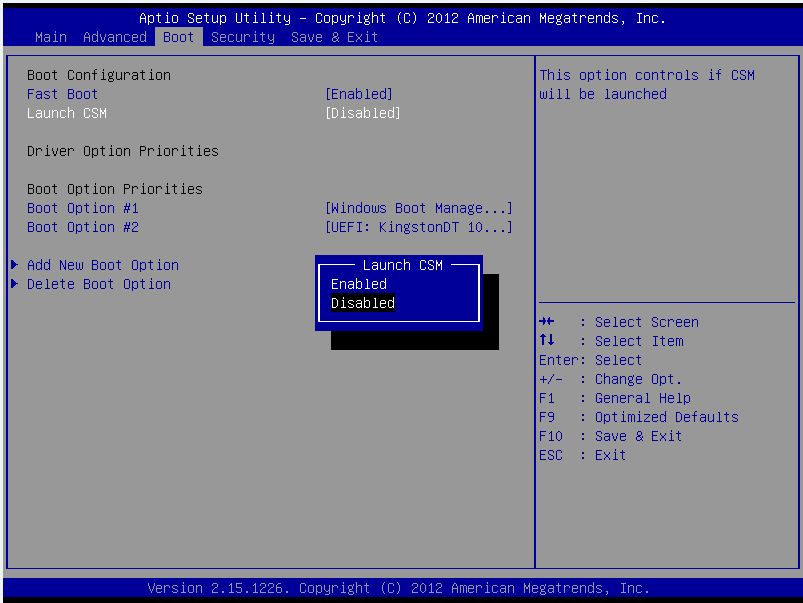 Aptio Setup Utility – Copyright (C) 2012 American Megatrends, Inc.
Main Advanced Boot Security Save & Exit
Boot Configuration
Fast Boot [Enabled]
Launch CSM [Disabled]
Driver Option Priorities
Boot Option Priorities
Boot Option #1 [Windows Boot Manage...]
Boot Option #2 [UEFI: KingstonDT 10...]
Add New Boot Option
Delete Boot Option
Launch CSM
Enabled
Disabled
This option controls if CSM
will be launched
→← : Select Screen
↑↓ : Select Item
Enter: Select
+/– : Change Opt.
F1 : General Help
F9 : Optimized Defaults
F10 : Save & Exit
ESC : Exit
Version 2.15.1226. Copyright (C) 2012 American Megatrends, Inc.